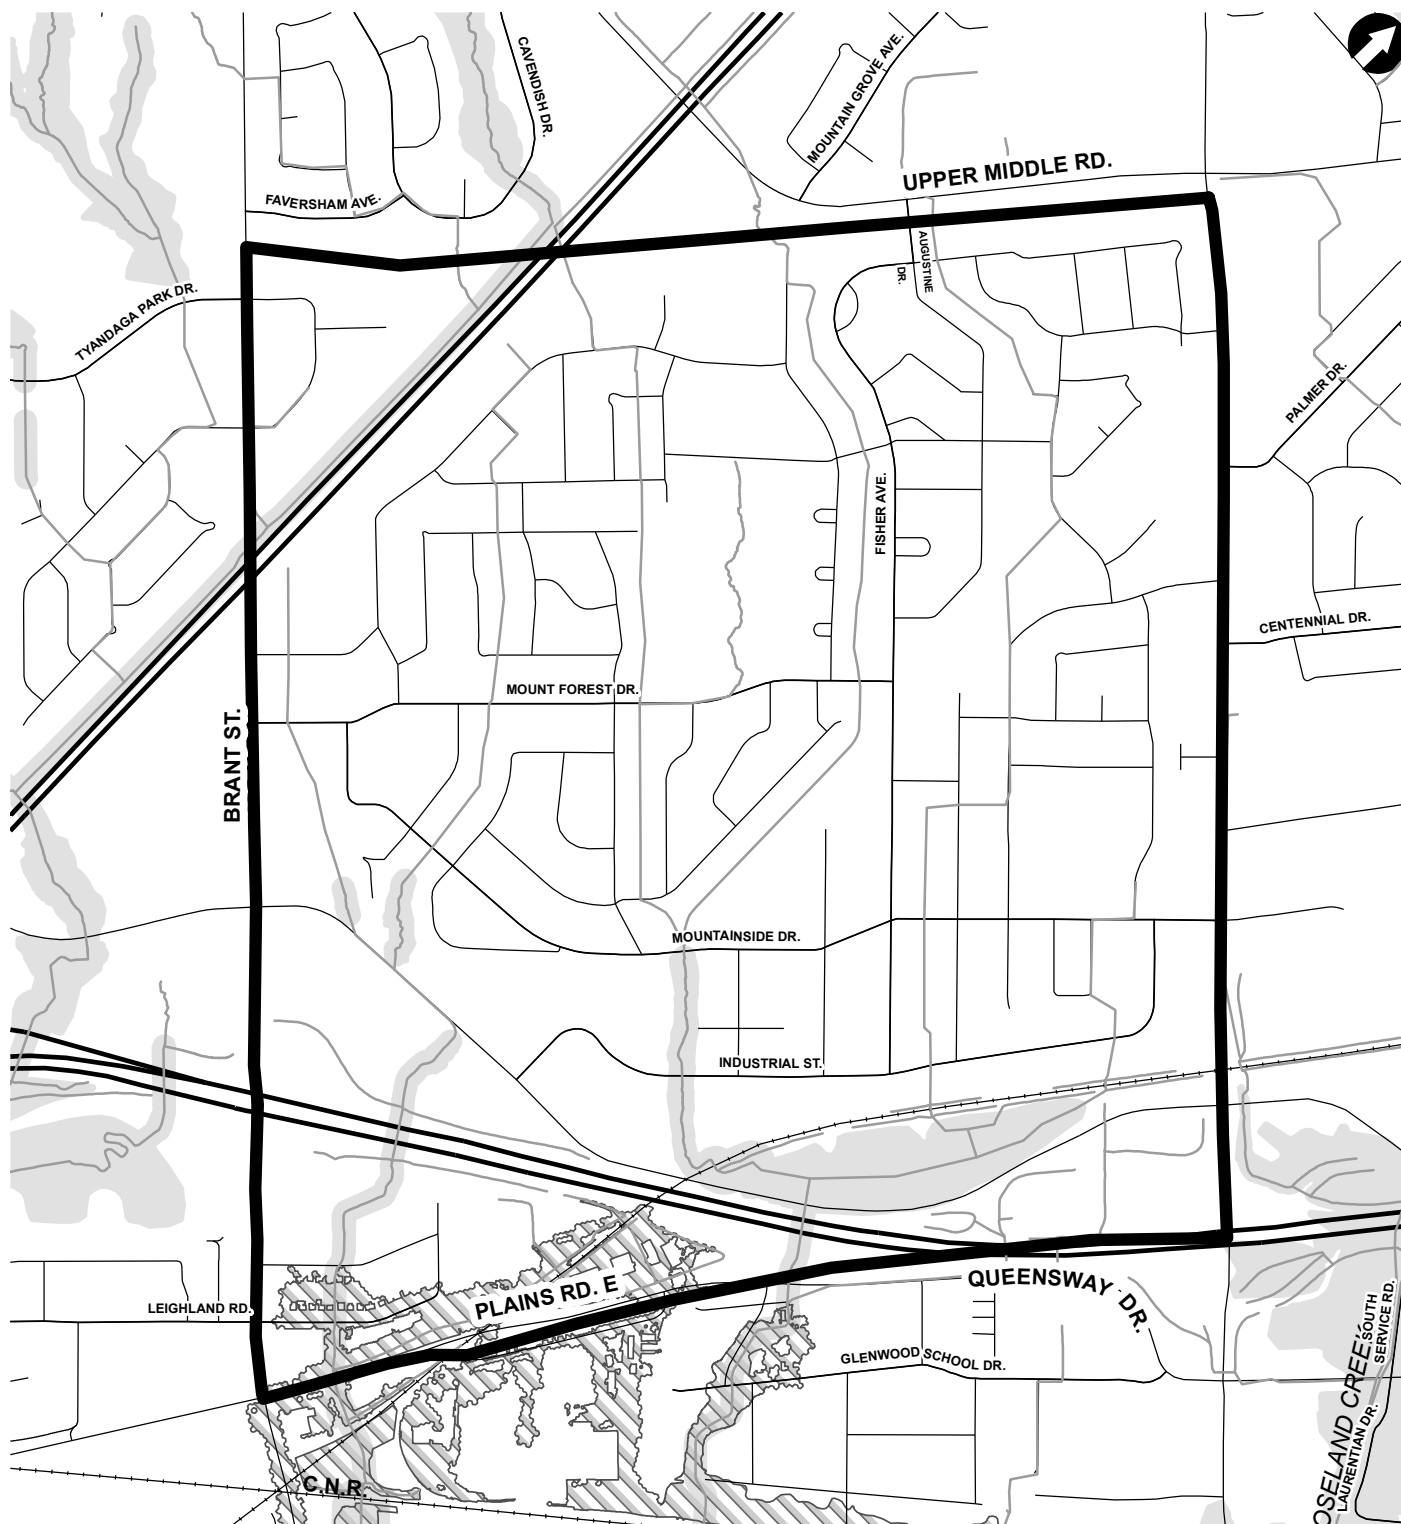 CAVENDISH DR.
MOUNTAIN GROVE AVE.
UPPER MIDDLE RD.
FAVERSHAM AVE.
AUGUSTINE
DR.
TYANDAGA PARK DR.
PALMER DR.
FISHER AVE.
CENTENNIAL DR.
MOUNT FOREST DR.
BRANT ST.
MOUNTAINSIDE DR.
INDUSTRIAL ST.
QUEENSWAY DR.
PLAINS RD. E
LEIGHLAND RD.
GLENWOOD SCHOOL DR.
SOUTH
SERVICE RD.
OSELAND CREEK
LAURENTIAN DR.
C.N.R.